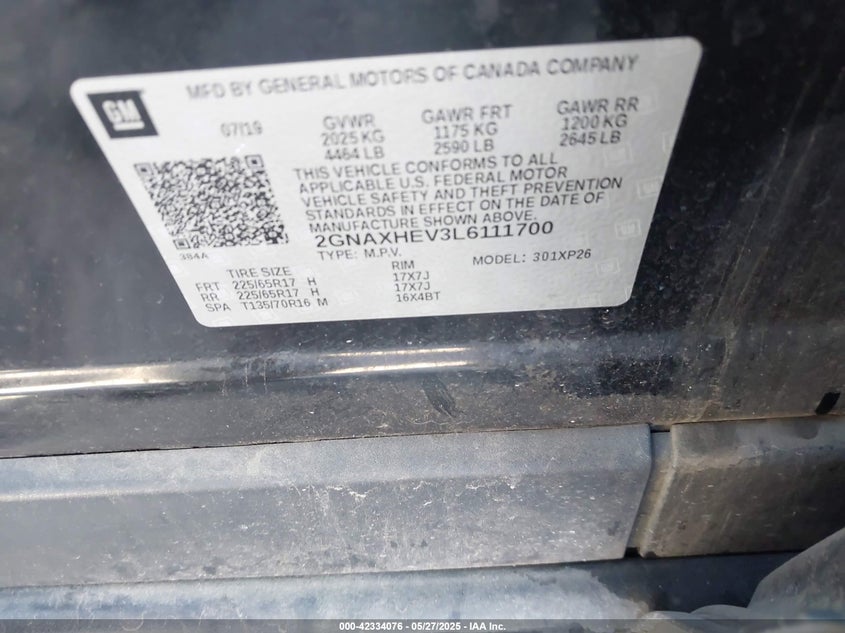 MFD BY GENERAL MOTORS OF CANADA COMPANY
GM
07/19
GVWR
2025 KG
4464 LB
GAWR FRT
1175 KG
2590 LB
GAWR RR
1200 KG
2645 LB
THIS VEHICLE CONFORMS TO ALL
APPLICABLE U.S. FEDERAL MOTOR
VEHICLE SAFETY AND THEFT PREVENTION
STANDARDS IN EFFECT ON THE DATE OF
MANUFACTURE SHOWN ABOVE.
2GNAXHEV3L6111700
384A
TYPE: M.P.V.
MODEL: 301XP26
TIRE SIZE RIM
FRT 225/65R17 H 17X7J
RR 225/65R17 H 17X7J
SPA T135/70R16 M 16X4BT
000-42334076 - 05/27/2025 - IAA Inc.